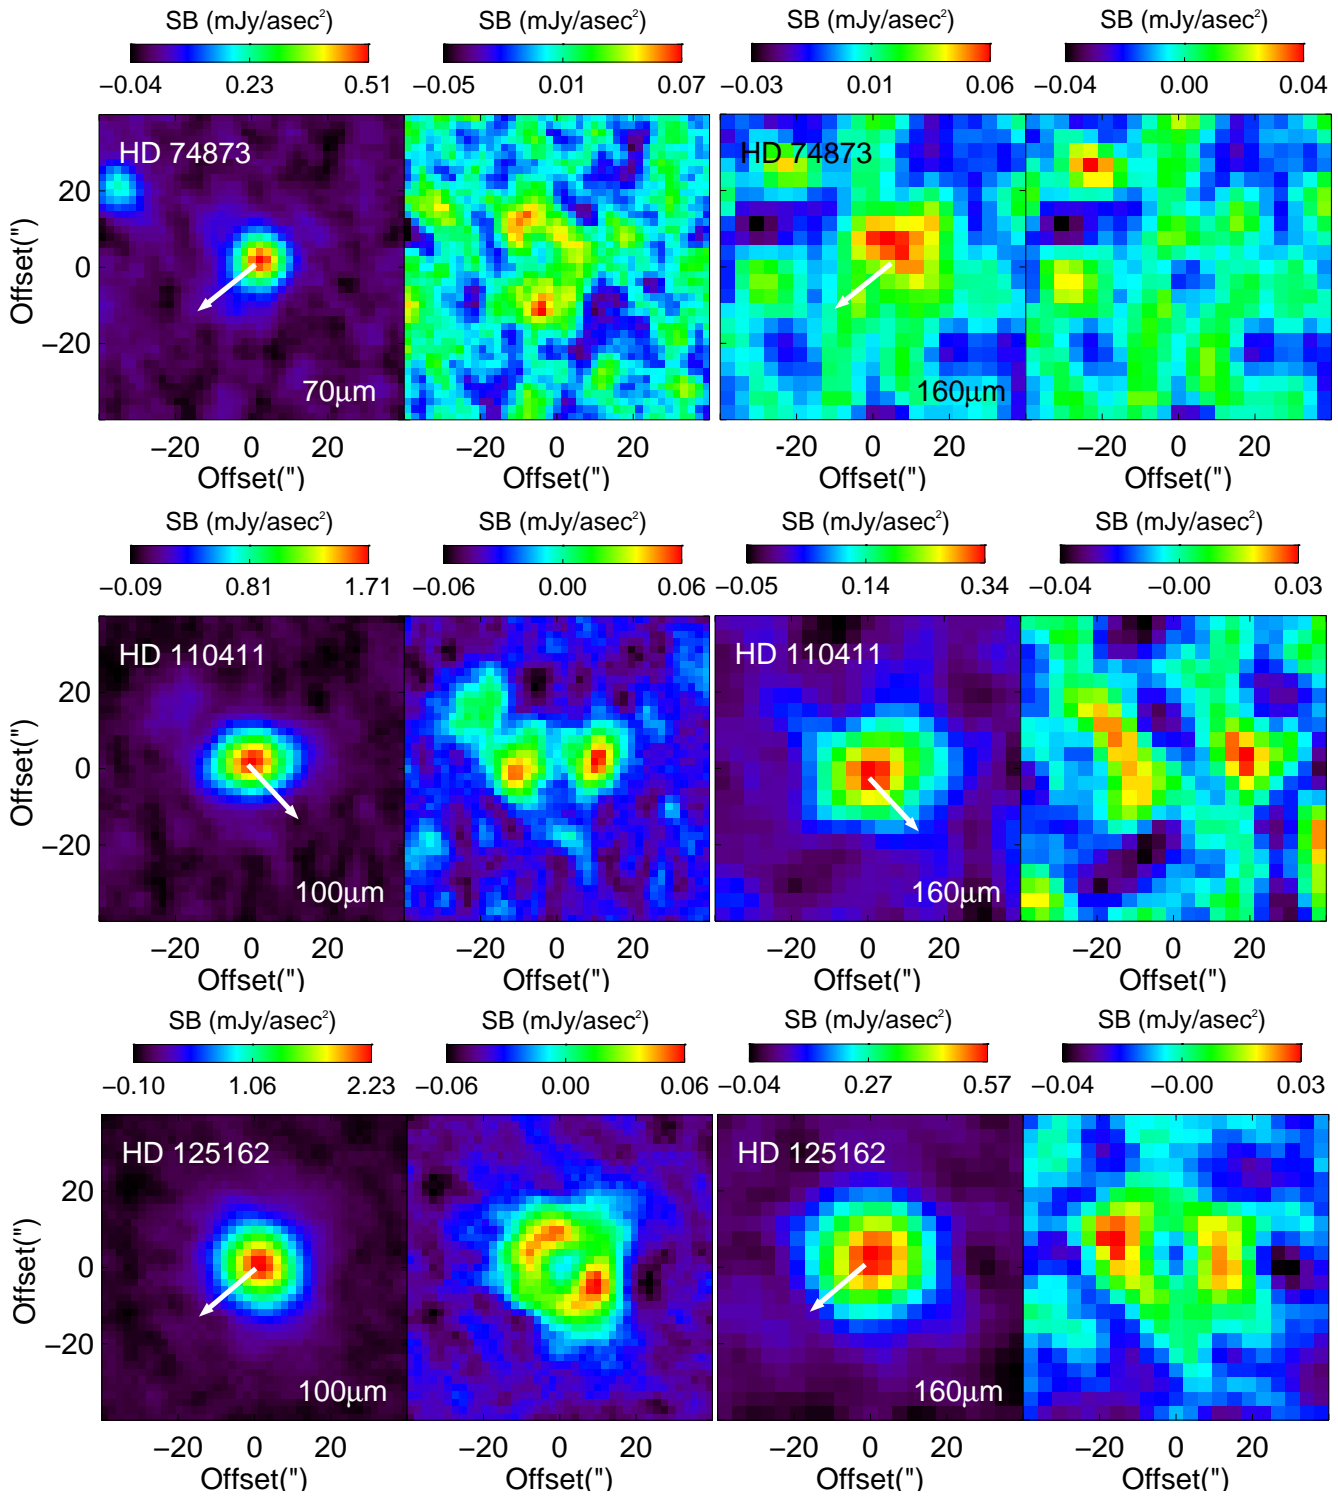 SB (mJy/asec²) SB (mJy/asec²) SB (mJy/asec²) SB (mJy/asec²)
−0.04 0.23 0.51 −0.05 0.01 0.07 −0.03 0.01 0.06 −0.04 0.00 0.04
HD 74873 HD 74873
20
0
−20
Offset(")
70μm 160μm
−20 0 20 −20 0 20 -20 0 20 −20 0 20
Offset(") Offset(") Offset(") Offset(")
SB (mJy/asec²) SB (mJy/asec²) SB (mJy/asec²) SB (mJy/asec²)
−0.09 0.81 1.71 −0.06 0.00 0.06 −0.05 0.14 0.34 −0.04 −0.00 0.03
HD 110411 HD 110411
20
0
−20
Offset(")
100μm 160μm
−20 0 20 −20 0 20 −20 0 20 −20 0 20
Offset(") Offset(") Offset(") Offset(")
SB (mJy/asec²) SB (mJy/asec²) SB (mJy/asec²) SB (mJy/asec²)
−0.10 1.06 2.23 −0.06 0.00 0.06 −0.04 0.27 0.57 −0.04 −0.00 0.03
HD 125162 HD 125162
20
0
−20
Offset(")
100μm 160μm
−20 0 20 −20 0 20 −20 0 20 −20 0 20
Offset(") Offset(") Offset(") Offset(")